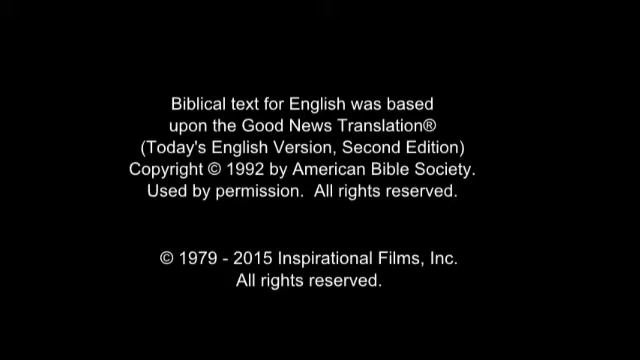 Biblical text for English was based
upon the Good News Translation®
(Today's English Version, Second Edition)
Copyright © 1992 by American Bible Society.
Used by permission.  All rights reserved.
© 1979 - 2015 Inspirational Films, Inc.
All rights reserved.